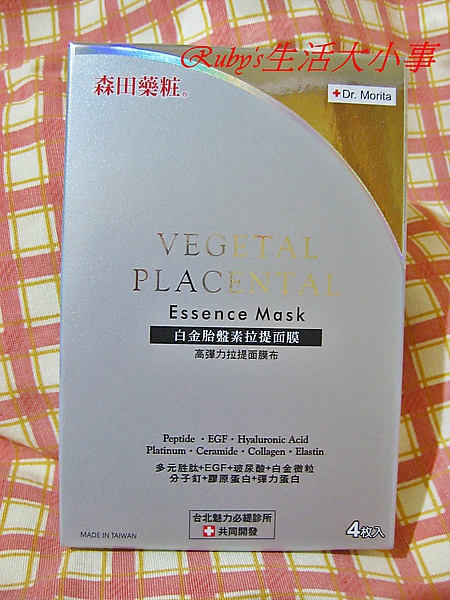 Ruby's生活大小事
森田藥粧®
Dr. Morita
VEGETAL
PLACENTAL
Essence Mask
白金胎盤素拉提面膜
高彈力拉提面膜布
Peptide・EGF・Hyaluronic Acid
Platinum・Ceramide・Collagen・Elastin
多元胜肽+EGF+玻尿酸+白金微粒
分子釘+膠原蛋白+彈力蛋白
台北魅力必緹診所
共同開發
MADE IN TAIWAN
4枚入